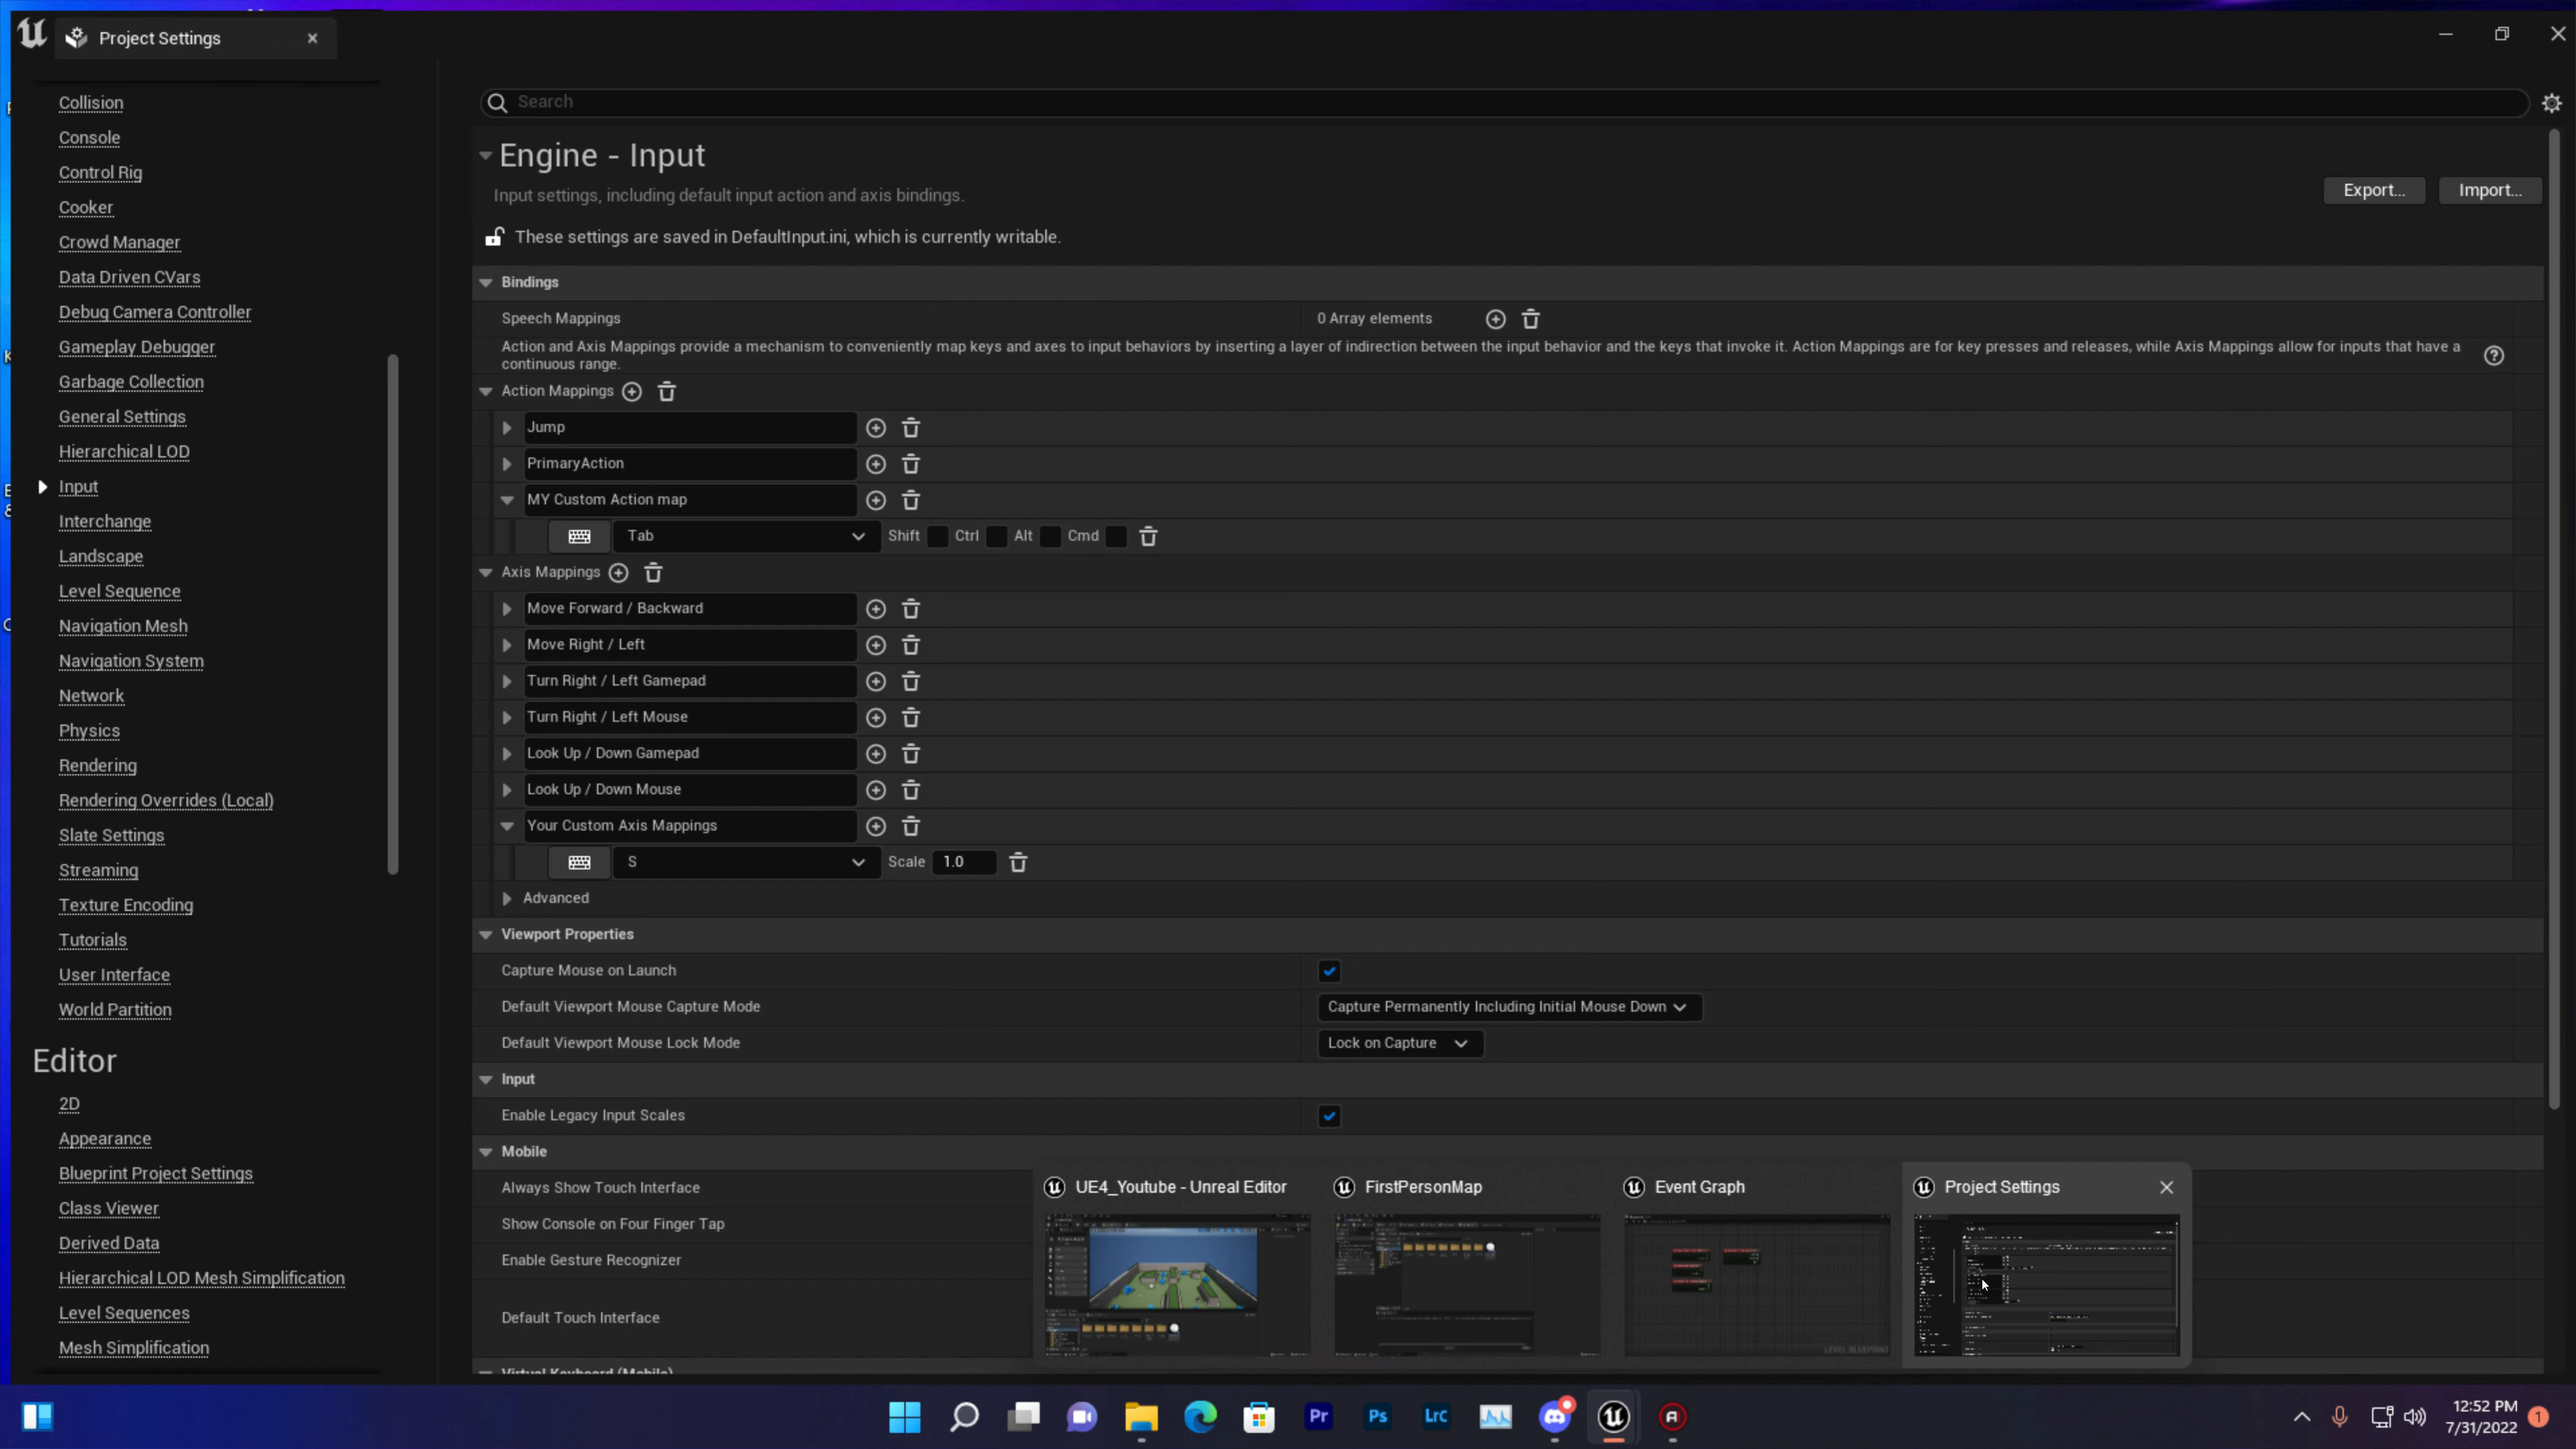 Project Settings
Collision
Console
Control Rig
Cooker
Crowd Manager
Data Driven CVars
Debug Camera Controller
Gameplay Debugger
Garbage Collection
General Settings
Hierarchical LOD
Input
Interchange
Landscape
Level Sequence
Navigation Mesh
Navigation System
Network
Physics
Rendering
Rendering Overrides (Local)
Slate Settings
Streaming
Texture Encoding
Tutorials
User Interface
World Partition
Editor
2D
Appearance
Blueprint Project Settings
Class Viewer
Derived Data
Hierarchical LOD Mesh Simplification
Level Sequences
Mesh Simplification
Search
Engine - Input
Input settings, including default input action and axis bindings.
Export... Import...
These settings are saved in DefaultInput.ini, which is currently writable.
Bindings
Speech Mappings 0 Array elements
Action and Axis Mappings provide a mechanism to conveniently map keys and axes to input behaviors by inserting a layer of indirection between the input behavior and the keys that invoke it. Action Mappings are for key presses and releases, while Axis Mappings allow for inputs that have a
continuous range.
Action Mappings
Jump
PrimaryAction
MY Custom Action map
Tab Shift Ctrl Alt Cmd
Axis Mappings
Move Forward / Backward
Move Right / Left
Turn Right / Left Gamepad
Turn Right / Left Mouse
Look Up / Down Gamepad
Look Up / Down Mouse
Your Custom Axis Mappings
S Scale 1.0
Advanced
Viewport Properties
Capture Mouse on Launch
Default Viewport Mouse Capture Mode Capture Permanently Including Initial Mouse Down
Default Viewport Mouse Lock Mode Lock on Capture
Input
Enable Legacy Input Scales
Mobile
Always Show Touch Interface
Show Console on Four Finger Tap
Enable Gesture Recognizer
Default Touch Interface
Virtual Keyboard (Mobile)
UE4_Youtube - Unreal Editor FirstPersonMap Event Graph Project Settings
LEVEL BLUEPRINT
Pr Ps LrC
12:52 PM
7/31/2022
1